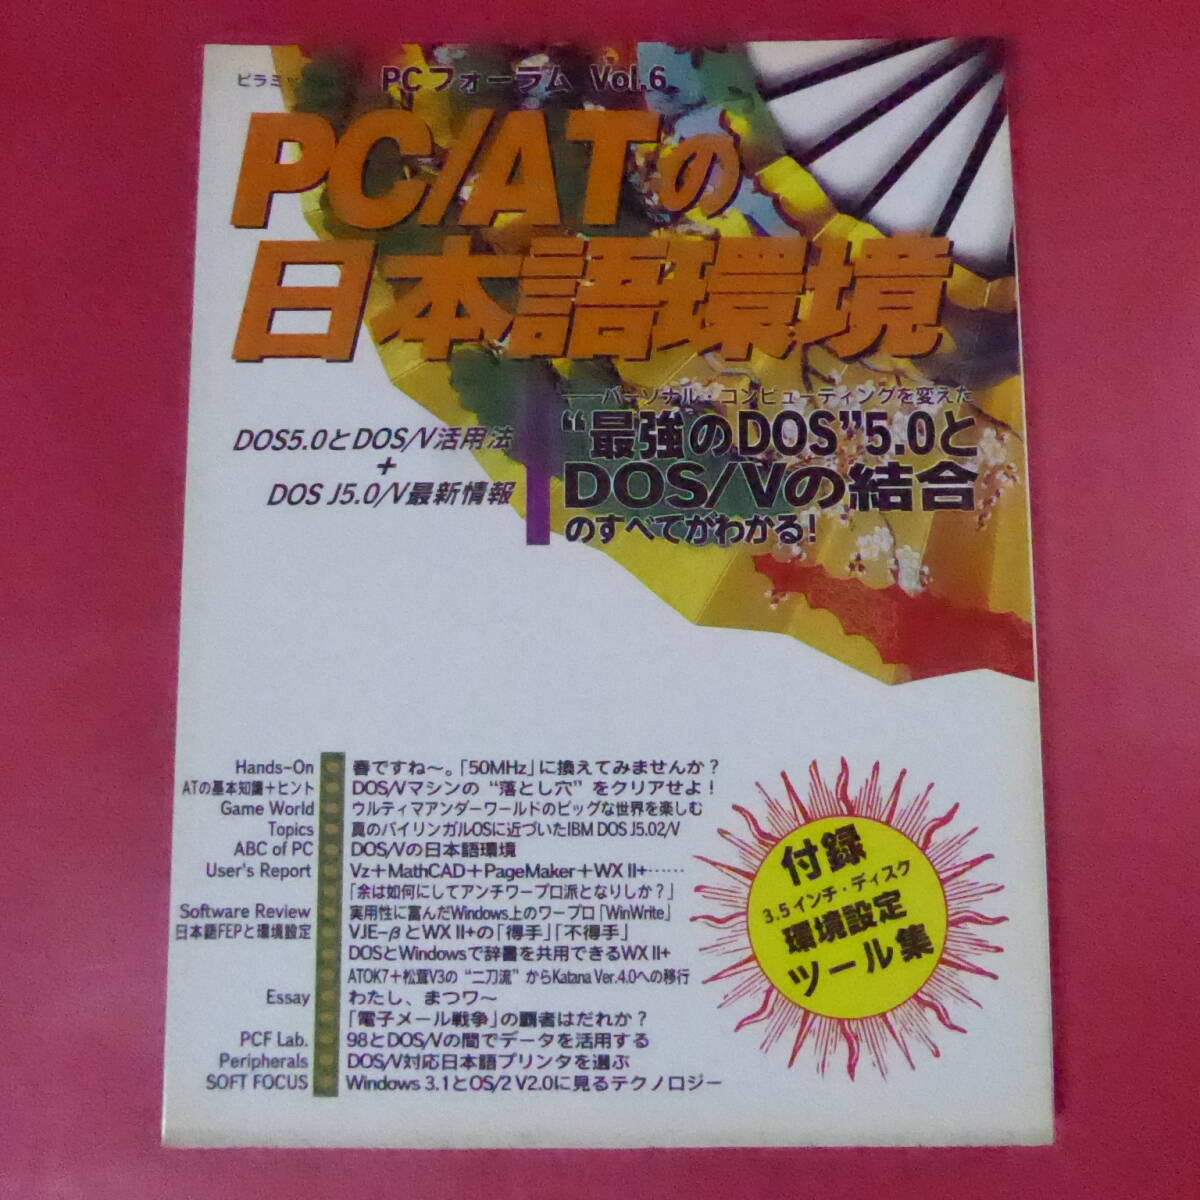 ピラミ
PCフォーラム Vol.6
PC/ATの
日本語環境
――パーソナル・コンピューティングを変えた
“最強のDOS”5.0と
DOS/Vの結合
のすべてがわかる!
DOS5.0とDOS/V活用法
+
DOS J5.0/V最新情報
Hands-On 春ですね〜。「50MHz」に換えてみませんか?
ATの基本知識+ヒント DOS/Vマシンの“落とし穴”をクリアせよ!
Game World ウルティマアンダーワールドのビッグな世界を楽しむ
Topics 真のバイリンガルOSに近づいたIBM DOS J5.02/V
ABC of PC DOS/Vの日本語環境
User's Report Vz+MathCAD+PageMaker+WX II+……
「余は如何にしてアンチワープロ派となりしか?」
Software Review 実用性に富んだWindows上のワープロ「WinWrite」
日本語FEPと環境設定 VJE-βとWX II+の「得手」「不得手」
DOSとWindowsで辞書を共用できるWX II+
ATOK7+松茸V3の“二刀流”からKatana Ver.4.0への移行
Essay わたし、まつワ〜
「電子メール戦争」の覇者はだれか?
PCF Lab. 98とDOS/Vの間でデータを活用する
Peripherals DOS/V対応日本語プリンタを選ぶ
SOFT FOCUS Windows 3.1とOS/2 V2.0に見るテクノロジー
付録
3.5インチ・ディスク
環境設定
ツール集